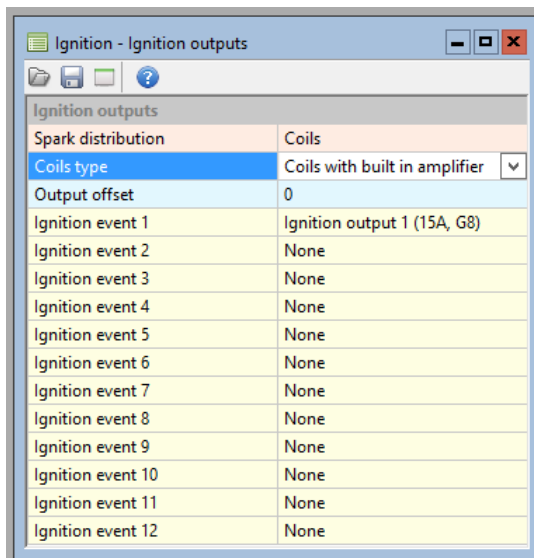 Ignition - Ignition outputs
Ignition outputs
Spark distribution Coils
Coils type Coils with built in amplifier
Output offset 0
Ignition event 1 Ignition output 1 (15A, G8)
Ignition event 2 None
Ignition event 3 None
Ignition event 4 None
Ignition event 5 None
Ignition event 6 None
Ignition event 7 None
Ignition event 8 None
Ignition event 9 None
Ignition event 10 None
Ignition event 11 None
Ignition event 12 None